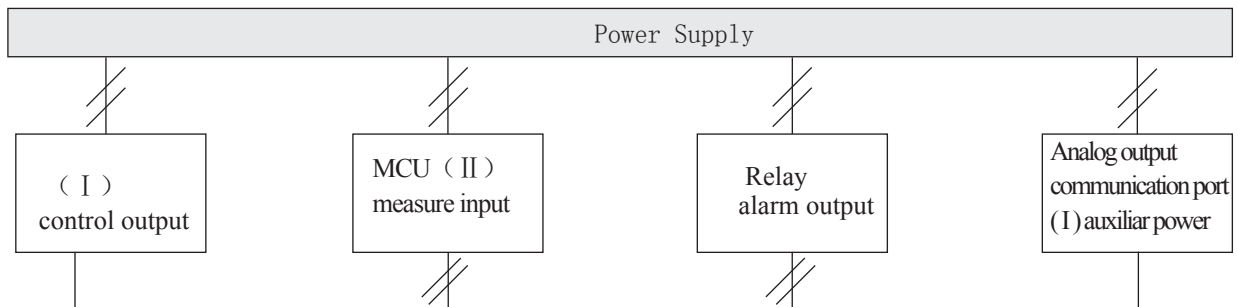 Power Supply
（Ⅰ）
control output
MCU（Ⅱ）
measure input
Relay
alarm output
Analog output
communication port
(Ⅰ) auxiliar power